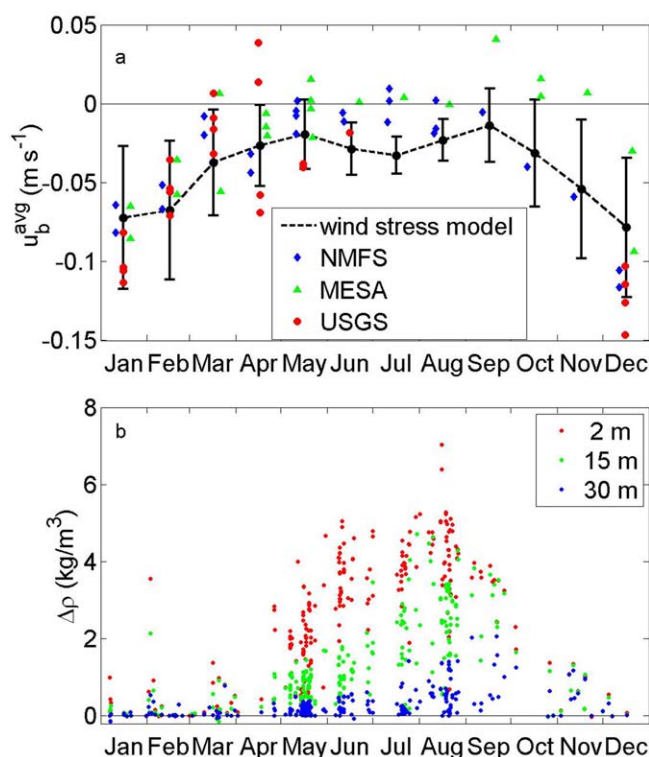 0.05
a
0
-0.05
-0.1
-0.15
u_b^avg (m s^-1)
wind stress model
NMFS
MESA
USGS
Jan Feb Mar Apr May Jun Jul Aug Sep Oct Nov Dec
8
b
6
4
2
0
Δρ (kg/m^3)
2 m
15 m
30 m
Jan Feb Mar Apr May Jun Jul Aug Sep Oct Nov Dec